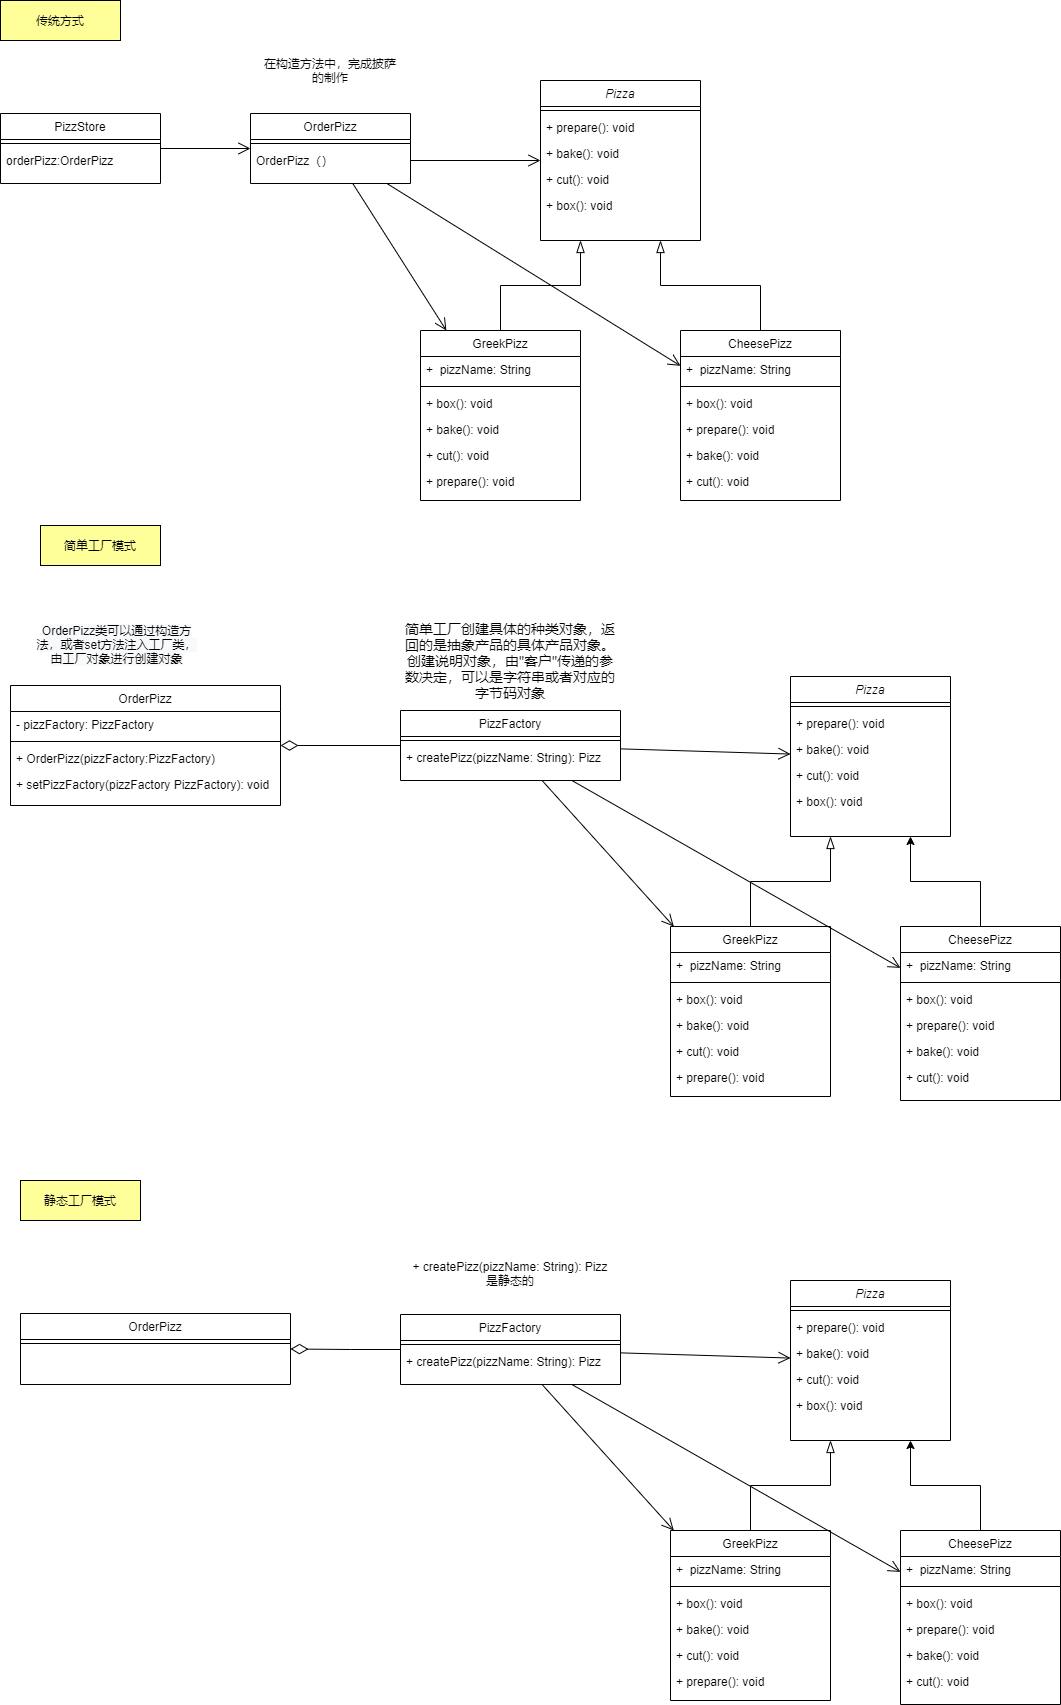 传统方式
在构造方法中，完成披萨
的制作
PizzStore
orderPizz:OrderPizz
OrderPizz
OrderPizz（）
Pizza
+ prepare(): void
+ bake(): void
+ cut(): void
+ box(): void
GreekPizz
+ pizzName: String
+ box(): void
+ bake(): void
+ cut(): void
+ prepare(): void
CheesePizz
+ pizzName: String
+ box(): void
+ prepare(): void
+ bake(): void
+ cut(): void
简单工厂模式
OrderPizz类可以通过构造方
法，或者set方法注入工厂类，
由工厂对象进行创建对象
OrderPizz
- pizzFactory: PizzFactory
+ OrderPizz(pizzFactory:PizzFactory)
+ setPizzFactory(pizzFactory PizzFactory): void
简单工厂创建具体的种类对象，返
回的是抽象产品的具体产品对象。
创建说明对象，由"客户"传递的参
数决定，可以是字符串或者对应的
字节码对象
PizzFactory
+ createPizz(pizzName: String): Pizz
Pizza
+ prepare(): void
+ bake(): void
+ cut(): void
+ box(): void
GreekPizz
+ pizzName: String
+ box(): void
+ bake(): void
+ cut(): void
+ prepare(): void
CheesePizz
+ pizzName: String
+ box(): void
+ prepare(): void
+ bake(): void
+ cut(): void
静态工厂模式
OrderPizz
+ createPizz(pizzName: String): Pizz
是静态的
PizzFactory
+ createPizz(pizzName: String): Pizz
Pizza
+ prepare(): void
+ bake(): void
+ cut(): void
+ box(): void
GreekPizz
+ pizzName: String
+ box(): void
+ bake(): void
+ cut(): void
+ prepare(): void
CheesePizz
+ pizzName: String
+ box(): void
+ prepare(): void
+ bake(): void
+ cut(): void